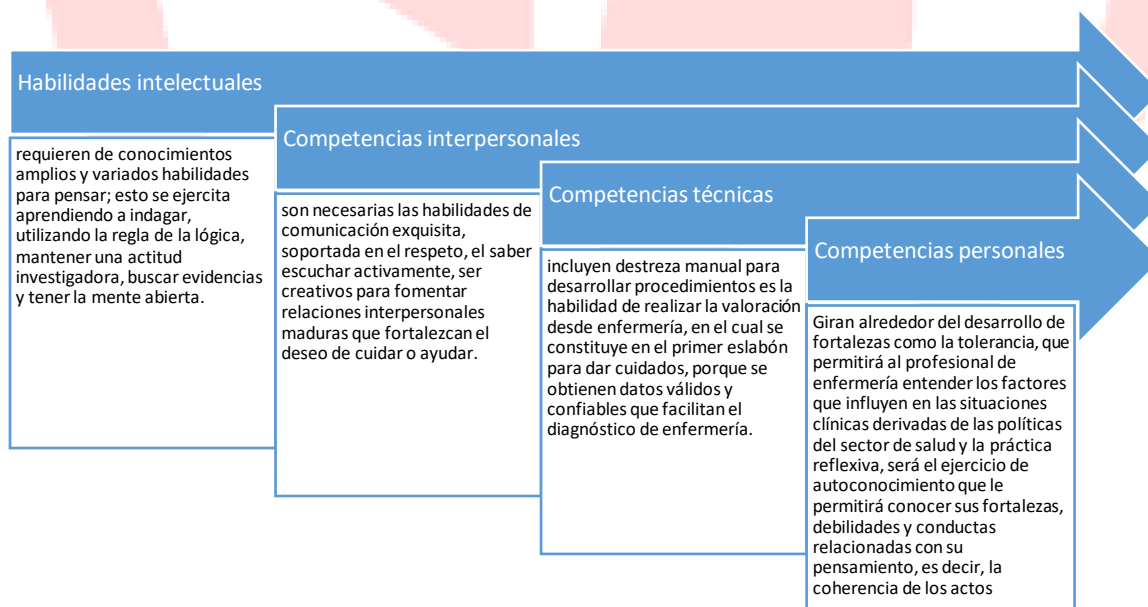 Habilidades intelectuales
requieren de conocimientos
amplios y variados habilidades
para pensar; esto se ejercita
aprendiendo a indagar,
utilizando la regla de la lógica,
mantener una actitud
investigadora, buscar evidencias
y tener la mente abierta.
Competencias interpersonales
son necesarias las habilidades de
comunicación exquisita,
soportada en el respeto, el saber
escuchar activamente, ser
creativos para fomentar
relaciones interpersonales
maduras que fortalezcan el
deseo de cuidar o ayudar.
Competencias técnicas
incluyen destreza manual para
desarrollar procedimientos es la
habilidad de realizar la valoración
desde enfermería, en el cual se
constituye en el primer eslabón
para dar cuidados, porque se
obtienen datos válidos y
confiables que facilitan el
diagnóstico de enfermería.
Competencias personales
Giran alrededor del desarrollo de
fortalezas como la tolerancia, que
permitirá al profesional de
enfermería entender los factores
que influyen en las situaciones
clínicas derivadas de las políticas
del sector de salud y la práctica
reflexiva, será el ejercicio de
autoconocimiento que le
permitirá conocer sus fortalezas,
debilidades y conductas
relacionadas con su
pensamiento, es decir, la
coherencia de los actos